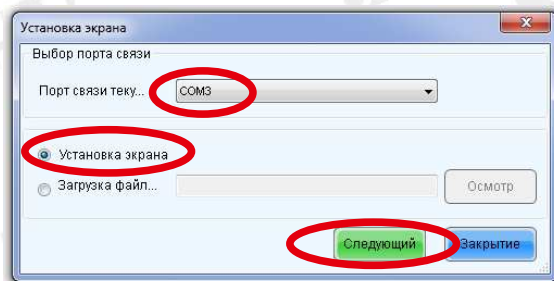 Установка экрана
Выбор порта связи
Порт связи теку... COM3
Установка экрана
Загрузка файл... Осмотр
Следующий Закрытие